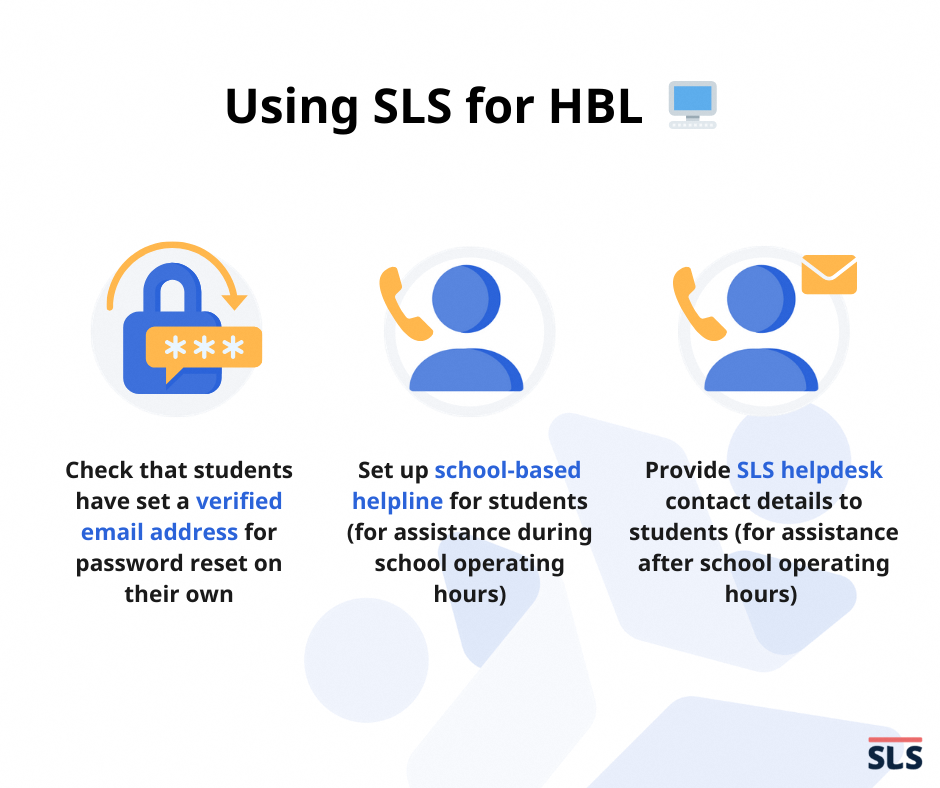 Using SLS for HBL
***
Check that students
have set a verified
email address for
password reset on
their own
Set up school-based
helpline for students
(for assistance during
school operating
hours)
Provide SLS helpdesk
contact details to
students (for assistance
after school operating
hours)
SLS